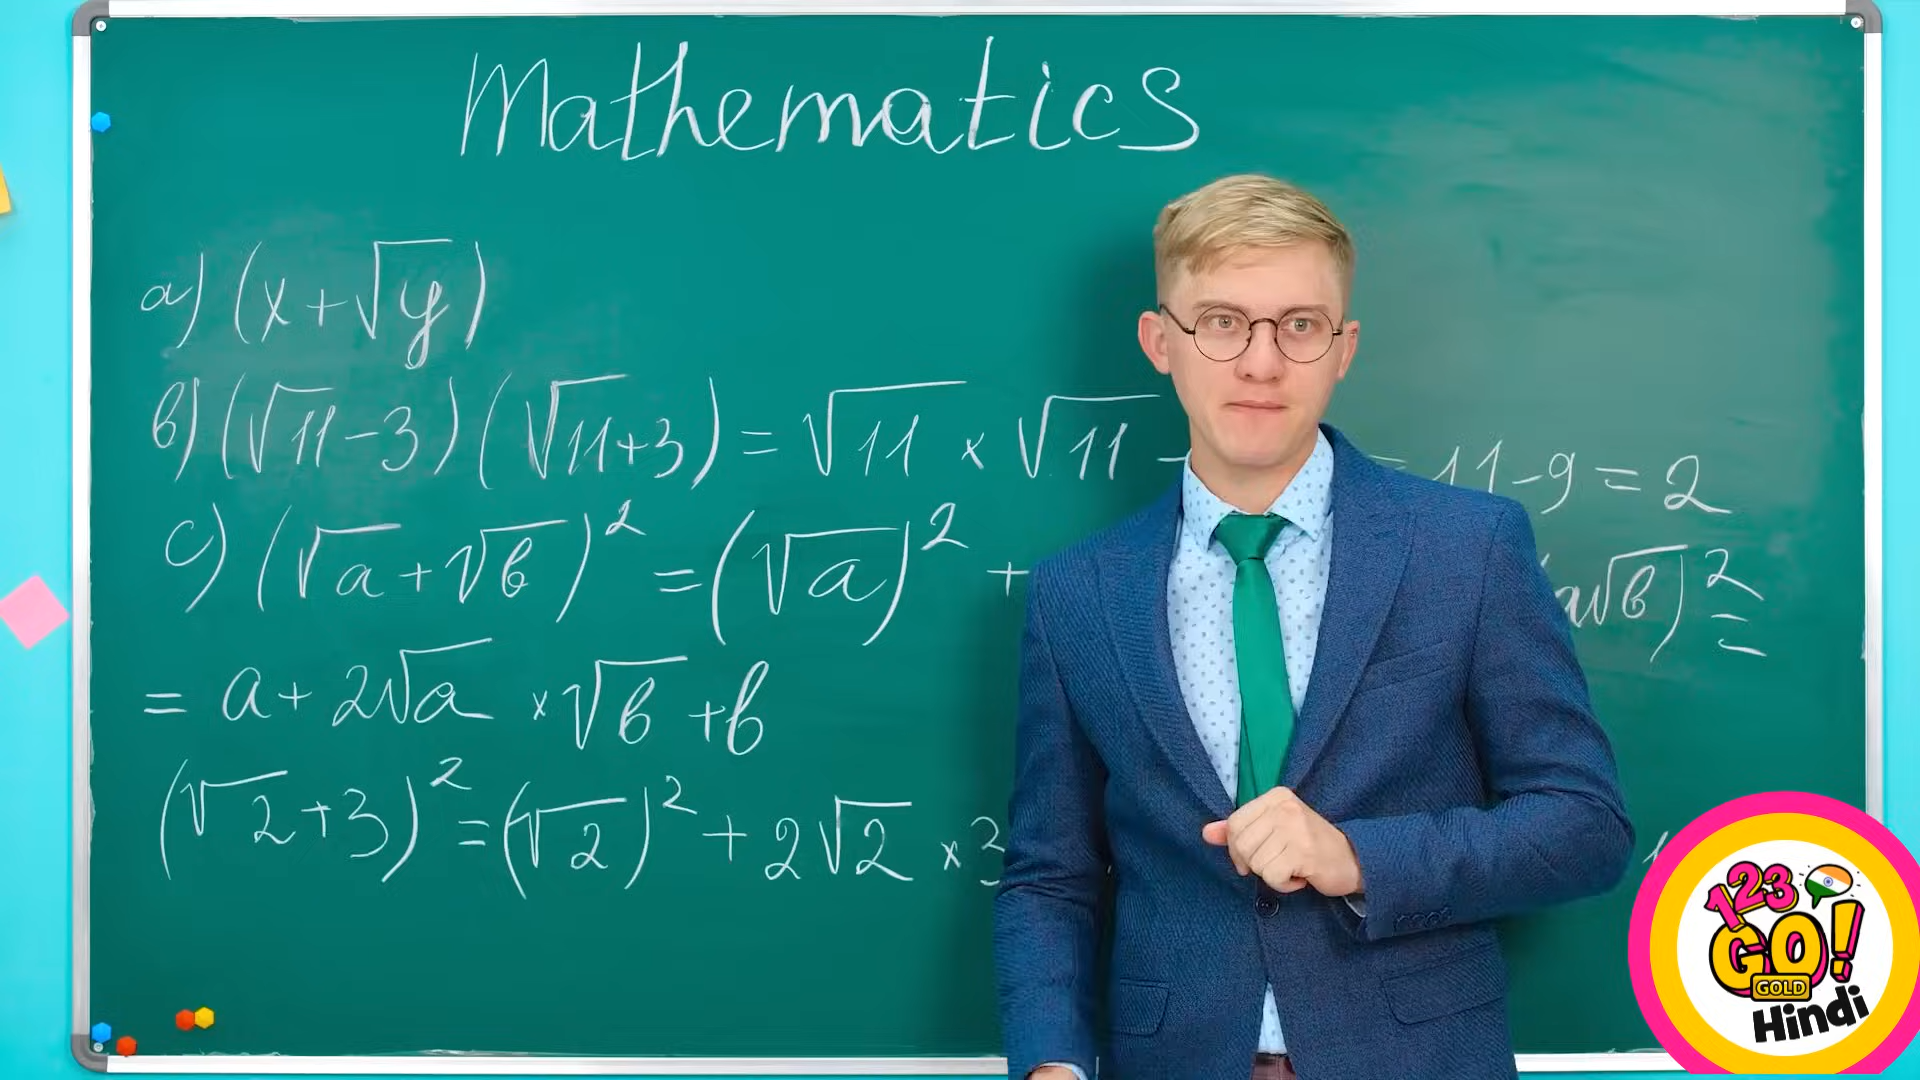 Mathematics
a) (x+√y)
b) (√11-3)(√11+3) = √11 × √11 - = 11-9 = 2
c) (√a+√b)² = (√a)² + a√b)² =
= a+ 2√a × √b + b
(√2+3)² = (√2)² + 2√2 × 3
123
GO!
GOLD
Hindi